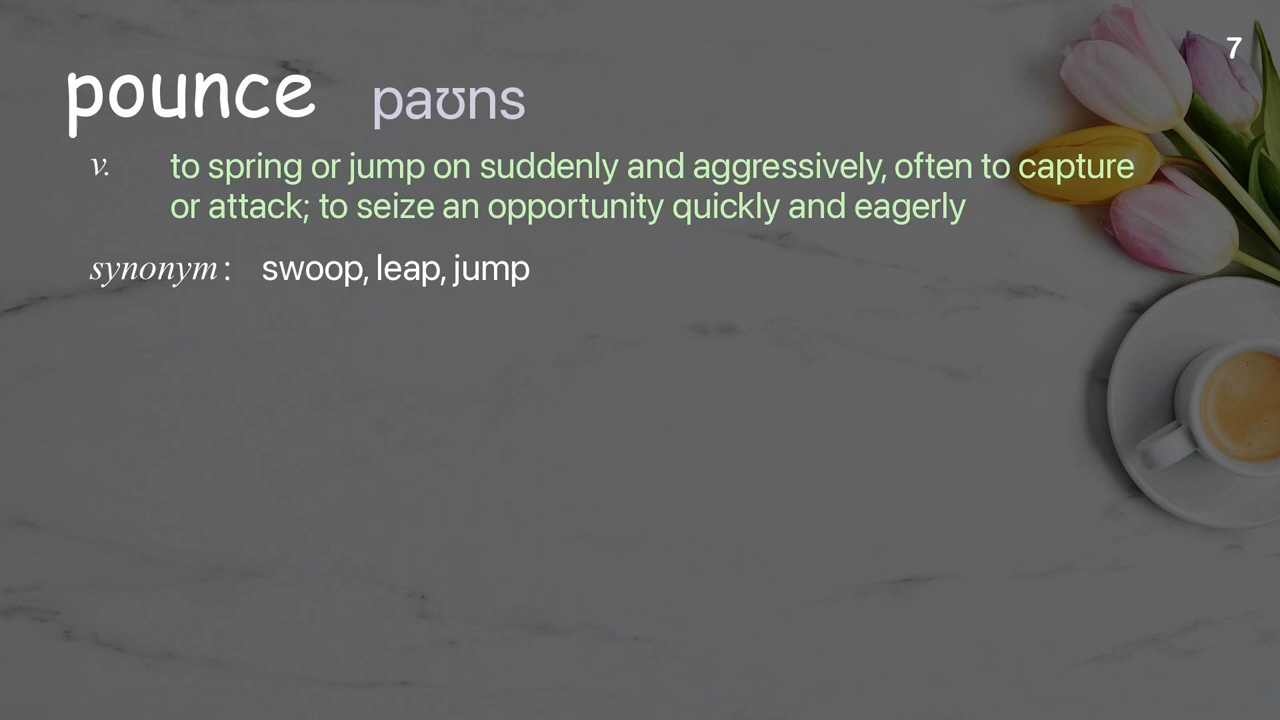 7
pounce paʊns
v. to spring or jump on suddenly and aggressively, often to capture
or attack; to seize an opportunity quickly and eagerly
synonym : swoop, leap, jump